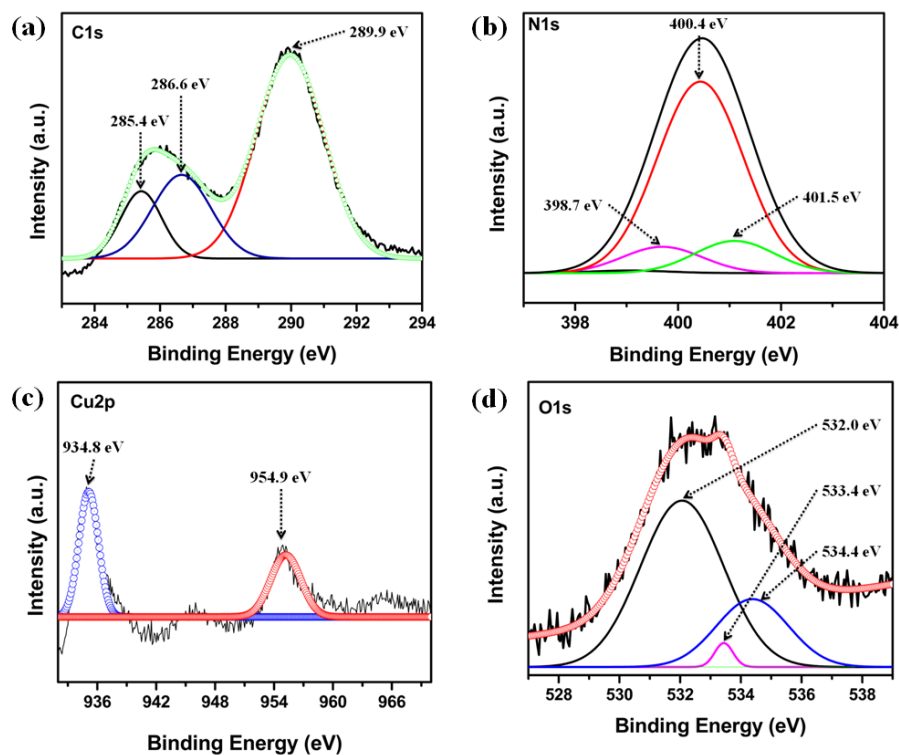 (a)
C1s
289.9 eV
286.6 eV
285.4 eV
Intensity (a.u.)
284 286 288 290 292 294
Binding Energy (eV)
(b)
N1s
400.4 eV
398.7 eV
401.5 eV
Intensity (a.u.)
398 400 402 404
Binding Energy (eV)
(c)
Cu2p
934.8 eV
954.9 eV
Intensity (a.u.)
936 942 948 954 960 966
Binding Energy (eV)
(d)
O1s
532.0 eV
533.4 eV
534.4 eV
Intensity (a.u.)
528 530 532 534 536 538
Binding Energy (eV)